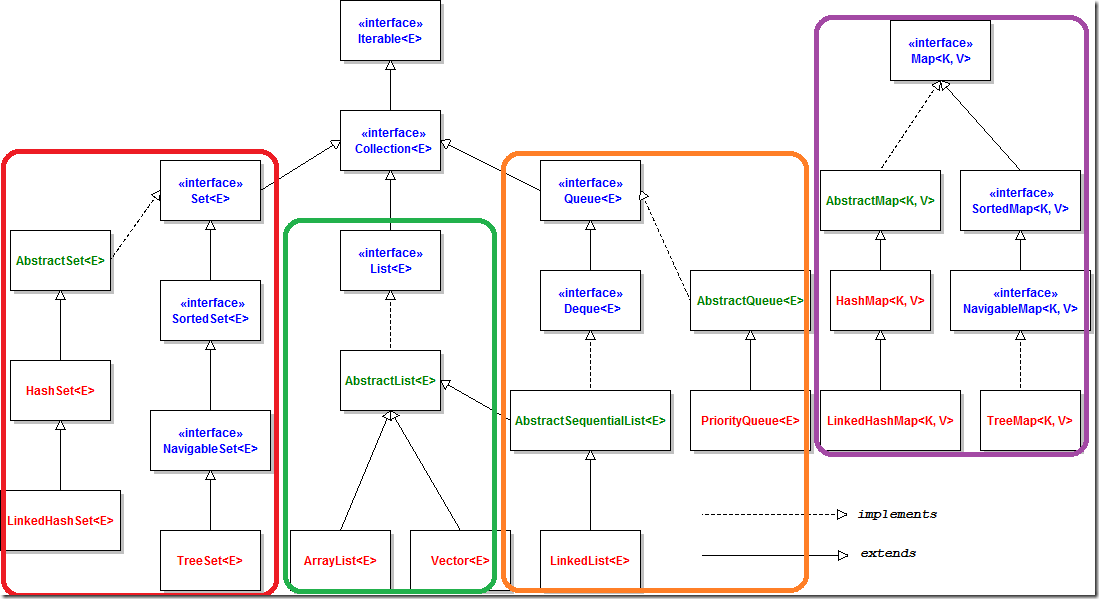 «interface»
Iterable<E>
«interface»
Collection<E>
«interface»
Set<E>
AbstractSet<E>
«interface»
SortedSet<E>
HashSet<E>
«interface»
NavigableSet<E>
LinkedHashSet<E>
TreeSet<E>
«interface»
List<E>
AbstractList<E>
ArrayList<E>
Vector<E>
«interface»
Queue<E>
«interface»
Deque<E>
AbstractQueue<E>
AbstractSequentialList<E>
PriorityQueue<E>
LinkedList<E>
«interface»
Map<K, V>
AbstractMap<K, V>
«interface»
SortedMap<K, V>
HashMap<K, V>
«interface»
NavigableMap<K, V>
LinkedHashMap<K, V>
TreeMap<K, V>
implements
extends